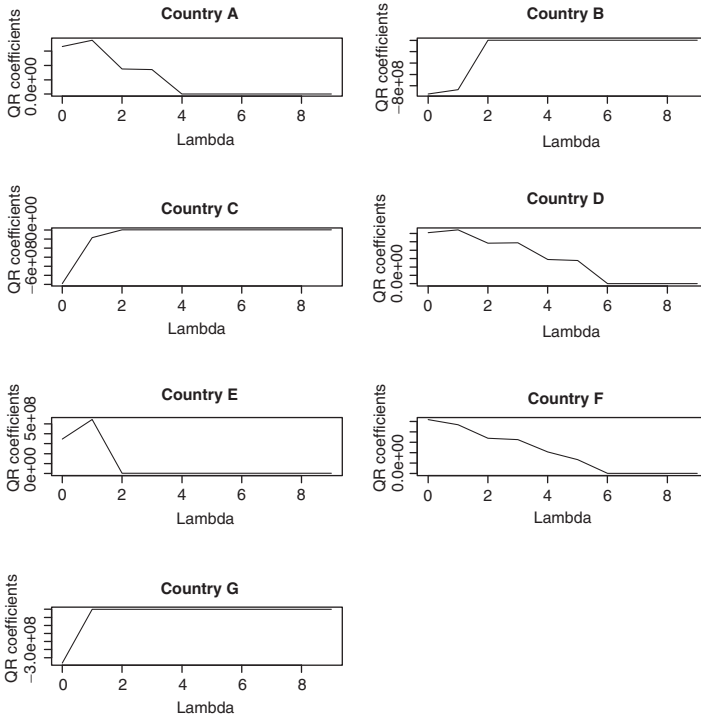 Country A
QR coefficients
0.0e+00
0 2 4 6 8
Lambda
Country B
QR coefficients
−8e+08
0 2 4 6 8
Lambda
Country C
QR coefficients
−6e+080e+00
0 2 4 6 8
Lambda
Country D
QR coefficients
0.0e+00
0 2 4 6 8
Lambda
Country E
QR coefficients
0e+00 5e+08
0 2 4 6 8
Lambda
Country F
QR coefficients
0.0e+00
0 2 4 6 8
Lambda
Country G
QR coefficients
−3.0e+08
0 2 4 6 8
Lambda